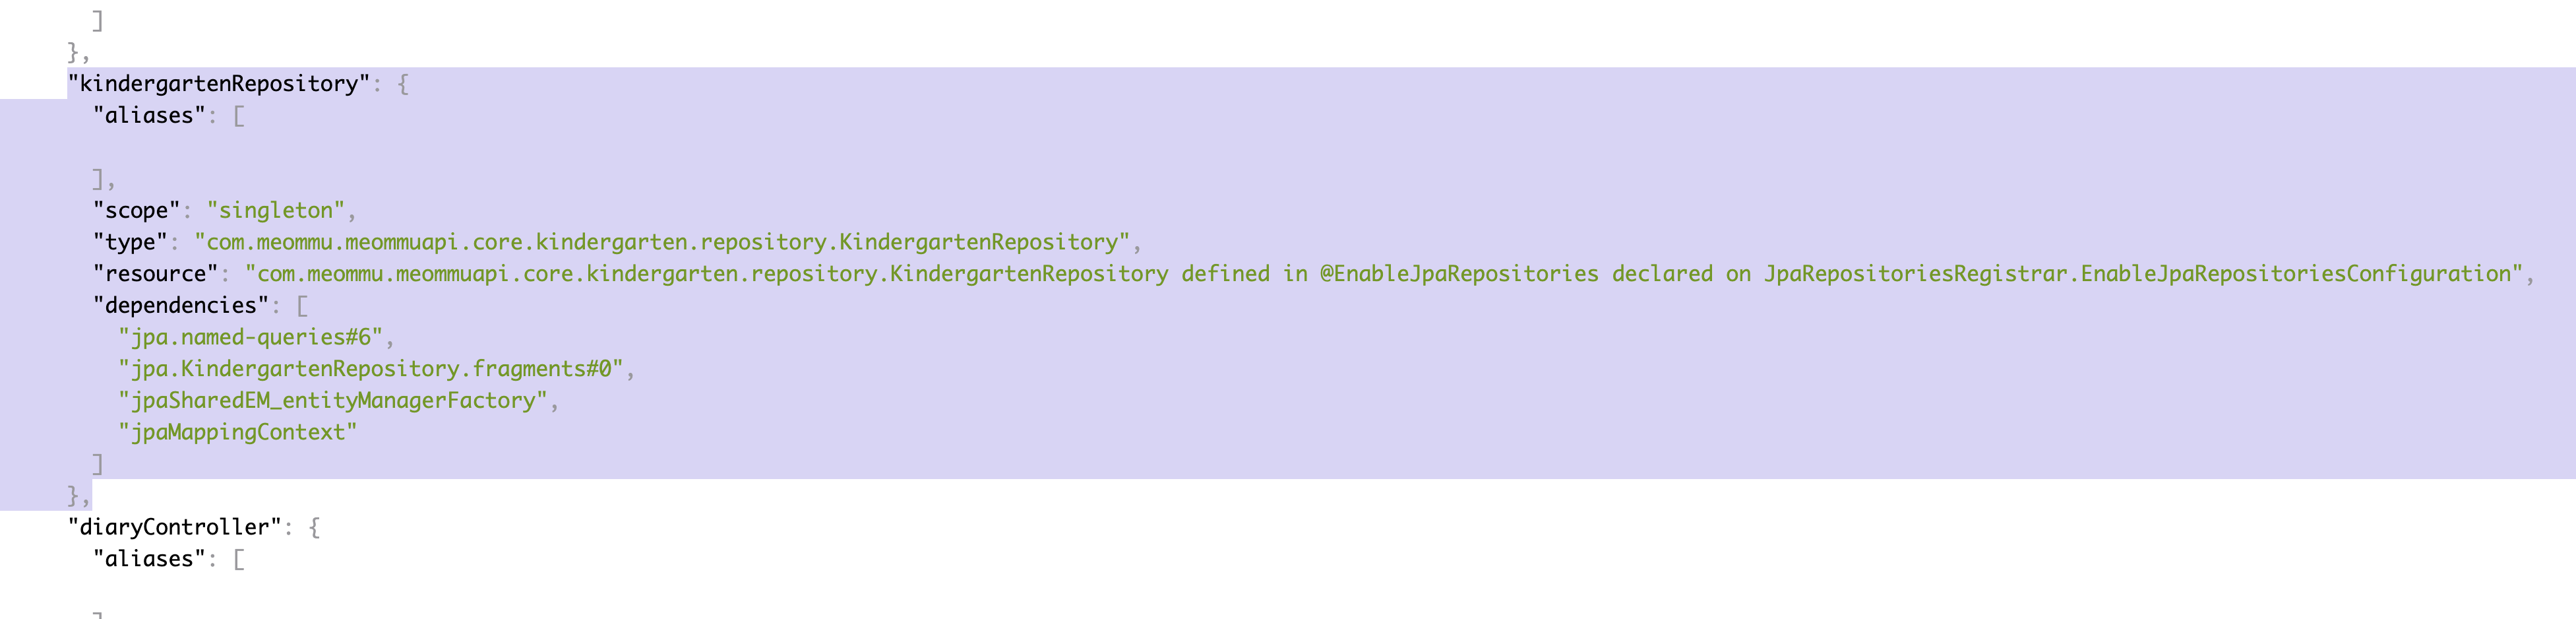 ]
},
"kindergartenRepository": {
"aliases": [
],
"scope": "singleton",
"type": "com.meommu.meommuapi.core.kindergarten.repository.KindergartenRepository",
"resource": "com.meommu.meommuapi.core.kindergarten.repository.KindergartenRepository defined in @EnableJpaRepositories declared on JpaRepositoriesRegistrar.EnableJpaRepositoriesConfiguration",
"dependencies": [
"jpa.named-queries#6",
"jpa.KindergartenRepository.fragments#0",
"jpaSharedEM_entityManagerFactory",
"jpaMappingContext"
]
},
"diaryController": {
"aliases": [
]